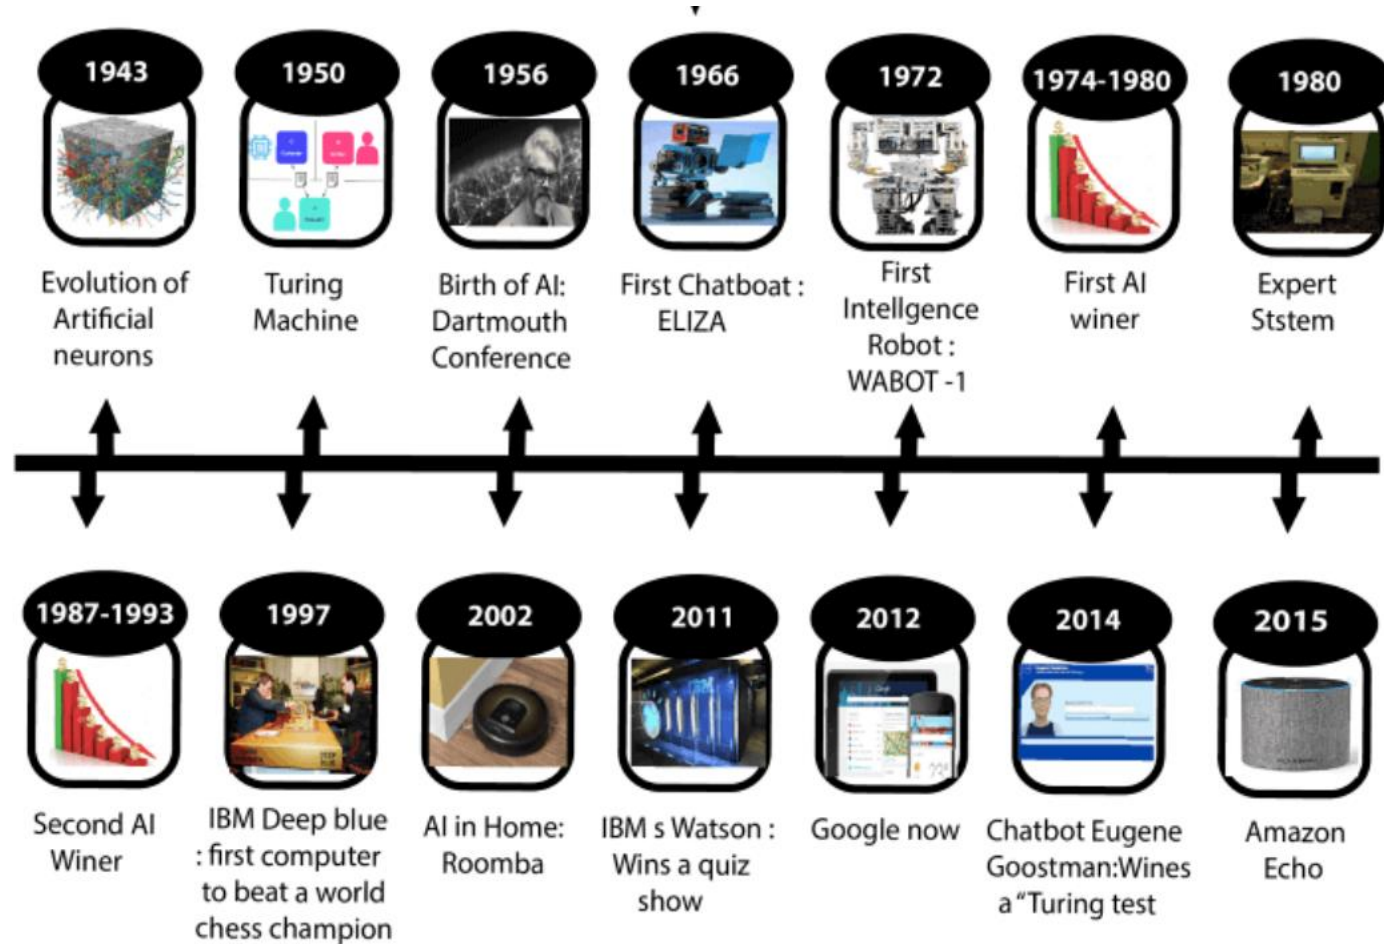 1943
1950
1956
1966
1972
1974-1980
1980
Evolution of
Artificial
neurons
Turing
Machine
Birth of AI:
Dartmouth
Conference
First Chatboat :
ELIZA
First
Intellgence
Robot :
WABOT -1
First AI
winer
Expert
Ststem
1987-1993
1997
2002
2011
2012
2014
2015
IBM
Second AI
Winer
IBM Deep blue
: first computer
to beat a world
chess champion
AI in Home:
Roomba
IBM s Watson :
Wins a quiz
show
Google now
Chatbot Eugene
Goostman:Wines
a “Turing test
Amazon
Echo